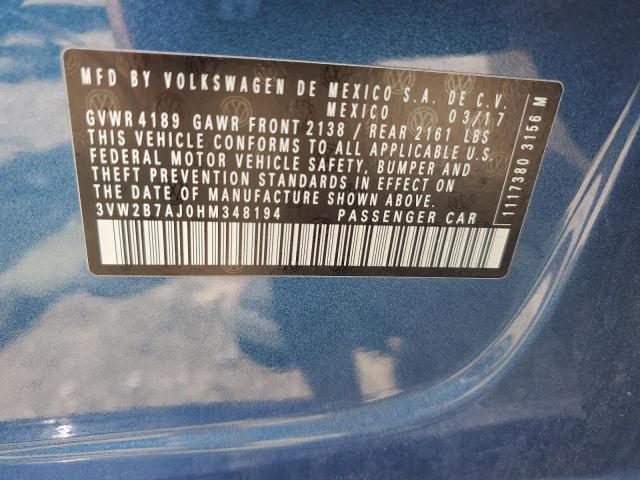 MFD BY VOLKSWAGEN DE MEXICO S.A. DE C.V.
MEXICO 03/17
GVWR 4189 GAWR FRONT 2138 / REAR 2161 LBS
THIS VEHICLE CONFORMS TO ALL APPLICABLE U.S.
FEDERAL MOTOR VEHICLE SAFETY, BUMPER AND
THEFT PREVENTION STANDARDS IN EFFECT ON
THE DATE OF MANUFACTURE SHOWN ABOVE.
3VW2B7AJ0HM348194 PASSENGER CAR
1117380 3156 M